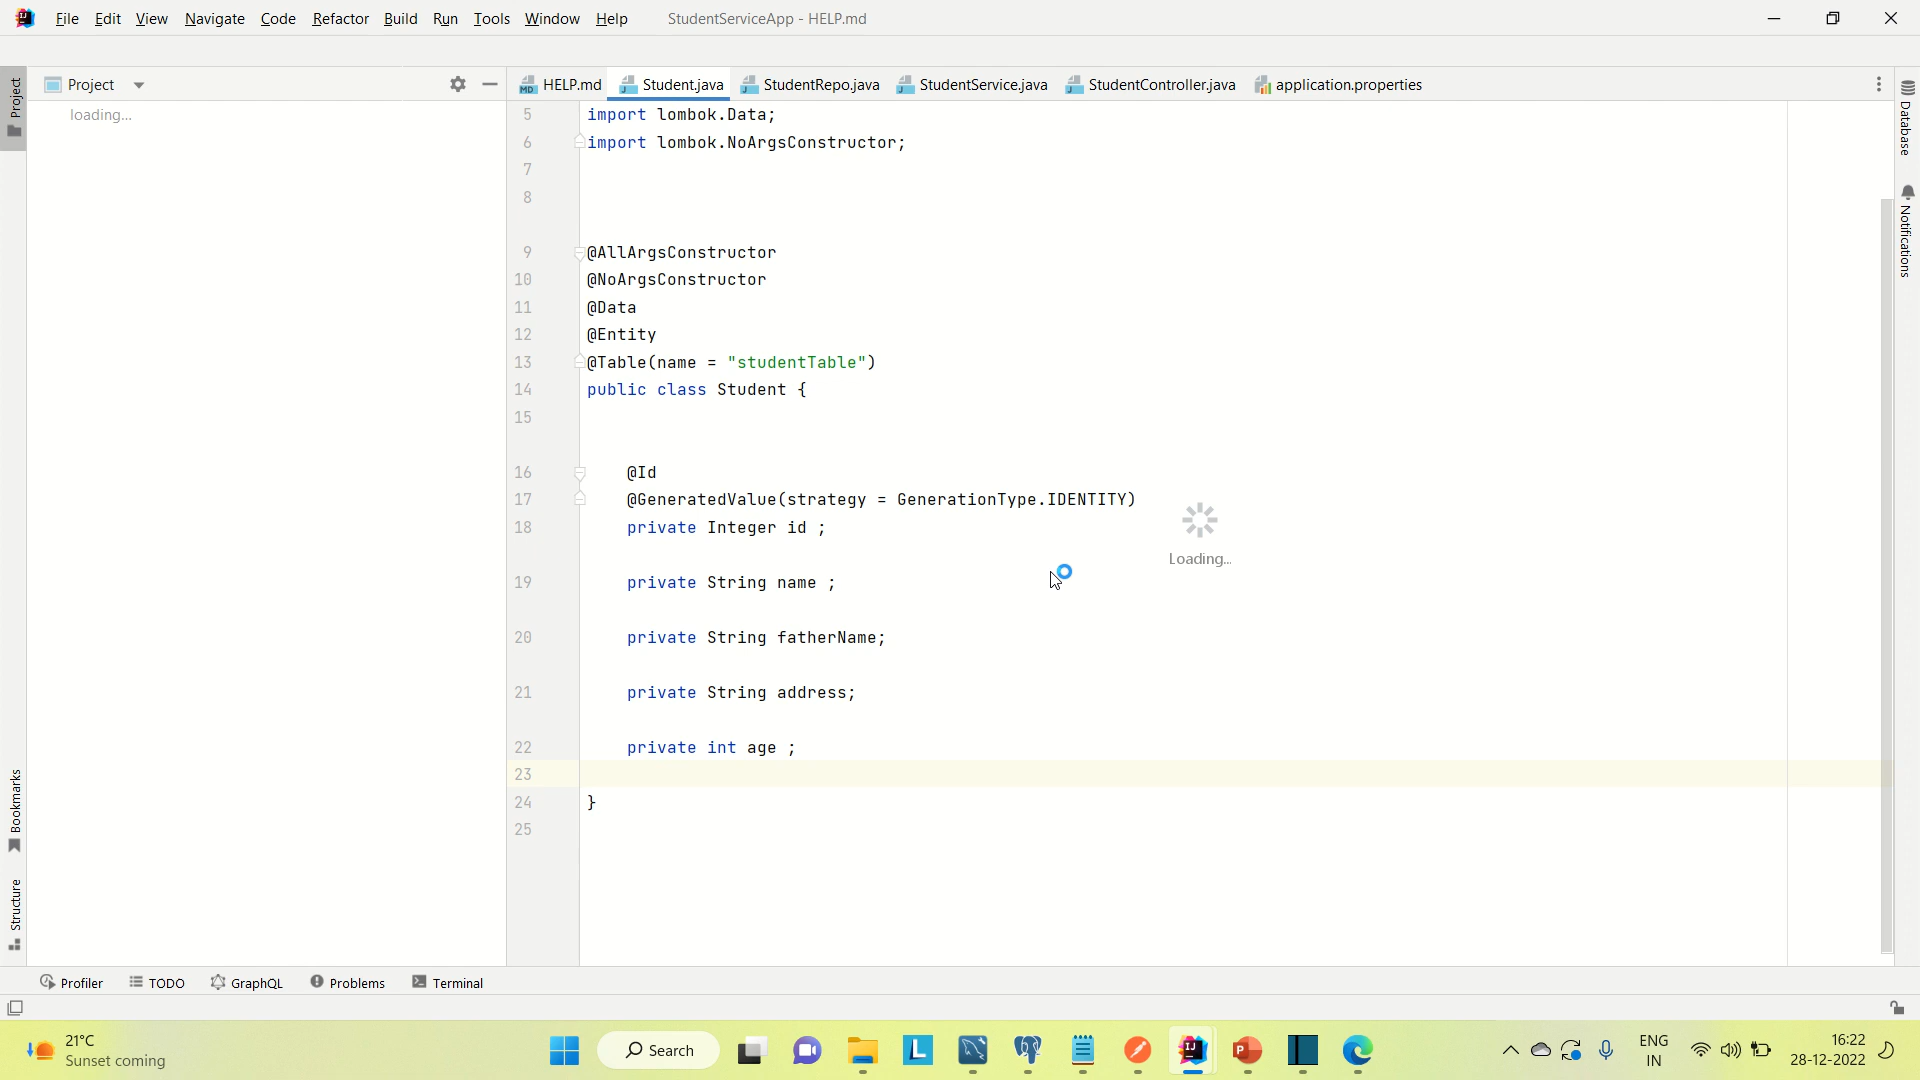 File Edit View Navigate Code Refactor Build Run Tools Window Help StudentServiceApp - HELP.md
Project
HELP.md Student.java StudentRepo.java StudentService.java StudentController.java application.properties
loading...
5 import lombok.Data;
6 import lombok.NoArgsConstructor;
7
8
9 @AllArgsConstructor
10 @NoArgsConstructor
11 @Data
12 @Entity
13 @Table(name = "studentTable")
14 public class Student {
15
16 @Id
17 @GeneratedValue(strategy = GenerationType.IDENTITY)
18 private Integer id ;
19 private String name ;
20 private String fatherName;
21 private String address;
22 private int age ;
23
24 }
25
Loading...
Project
Bookmarks
Structure
Database
Notifications
Profiler TODO GraphQL Problems Terminal
21°C
Sunset coming
Search
ENG
IN
16:22
28-12-2022